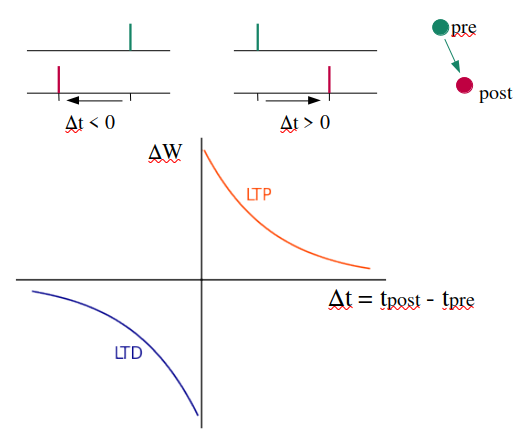 pre
post
Δt < 0
Δt > 0
ΔW
LTP
Δt = tpost - tpre
LTD